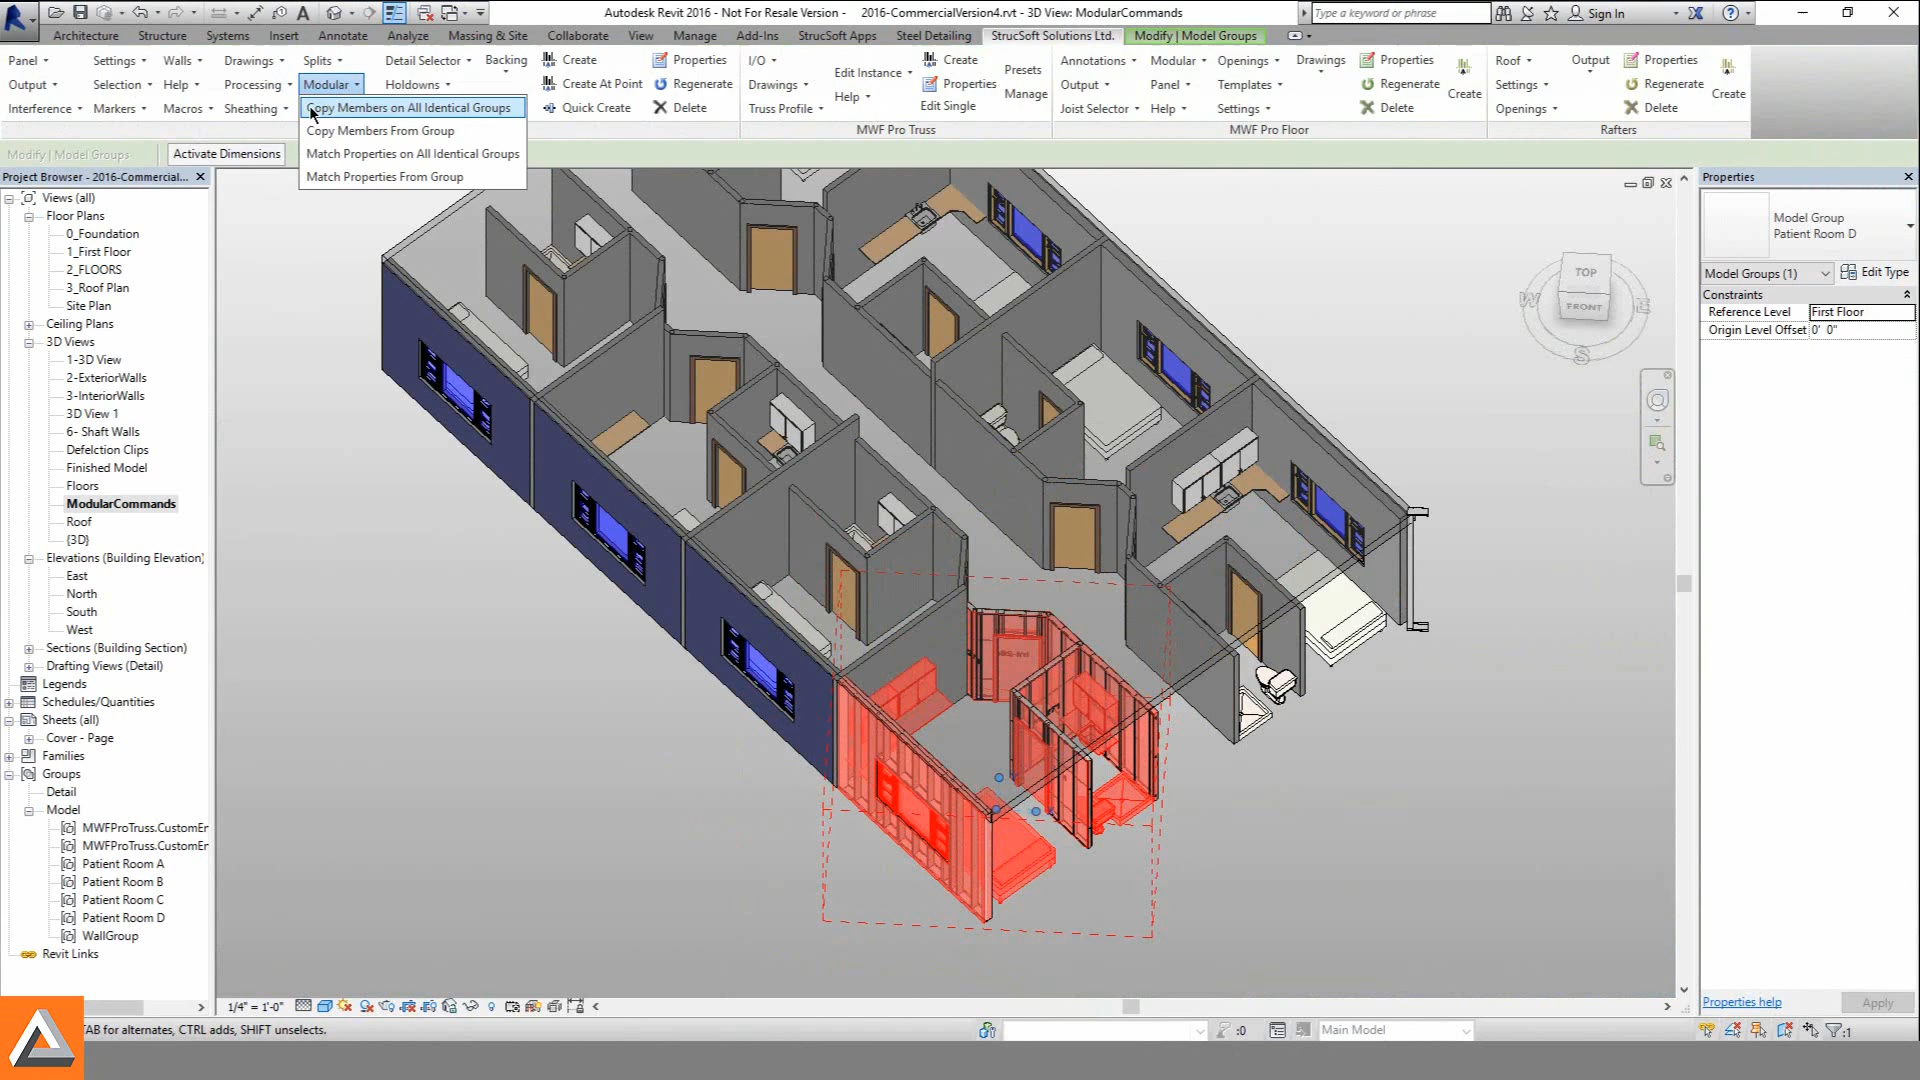 Autodesk Revit 2016 - Not For Resale Version - 2016-CommercialVersion4.rvt - 3D View: ModularCommands
Type a keyword or phrase
Sign In
Architecture Structure Systems Insert Annotate Analyze Massing & Site Collaborate View Manage Add-Ins StrucSoft Apps Steel Detailing StrucSoft Solutions Ltd. Modify | Model Groups
Panel Settings Walls Drawings Splits Detail Selector Backing Create Properties I/O Edit Instance Create Presets Annotations Modular Openings Drawings Properties Create Roof Output Properties Create
Output Selection Help Processing Modular Holdowns Create At Point Regenerate Drawings Help Properties Manage Output Panel Templates Regenerate Settings Regenerate
Interference Markers Macros Sheathing Quick Create Delete Truss Profile Edit Single Joist Selector Help Settings Delete Openings Delete
MWF Pro Truss MWF Pro Floor Rafters
Copy Members on All Identical Groups
Copy Members From Group
Match Properties on All Identical Groups
Match Properties From Group
Modify | Model Groups Activate Dimensions
Project Browser - 2016-Commercial...
Views (all)
Floor Plans
0_Foundation
1_First Floor
2_FLOORS
3_Roof Plan
Site Plan
Ceiling Plans
3D Views
1-3D View
2-ExteriorWalls
3-InteriorWalls
3D View 1
6- Shaft Walls
Defelction Clips
Finished Model
Floors
ModularCommands
Roof
{3D}
Elevations (Building Elevation)
East
North
South
West
Sections (Building Section)
Drafting Views (Detail)
Legends
Schedules/Quantities
Sheets (all)
Cover - Page
Families
Groups
Detail
Model
MWFProTruss.CustomEr
MWFProTruss.CustomEr
Patient Room A
Patient Room B
Patient Room C
Patient Room D
WallGroup
Revit Links
TOP
FRONT
W
E
S
Properties
Model Group
Patient Room D
Model Groups (1)
Edit Type
Constraints
Reference Level First Floor
Origin Level Offset 0' 0"
Properties help
Apply
1/4" = 1'-0"
TAB for alternates, CTRL adds, SHIFT unselects.
:0
Main Model
:1